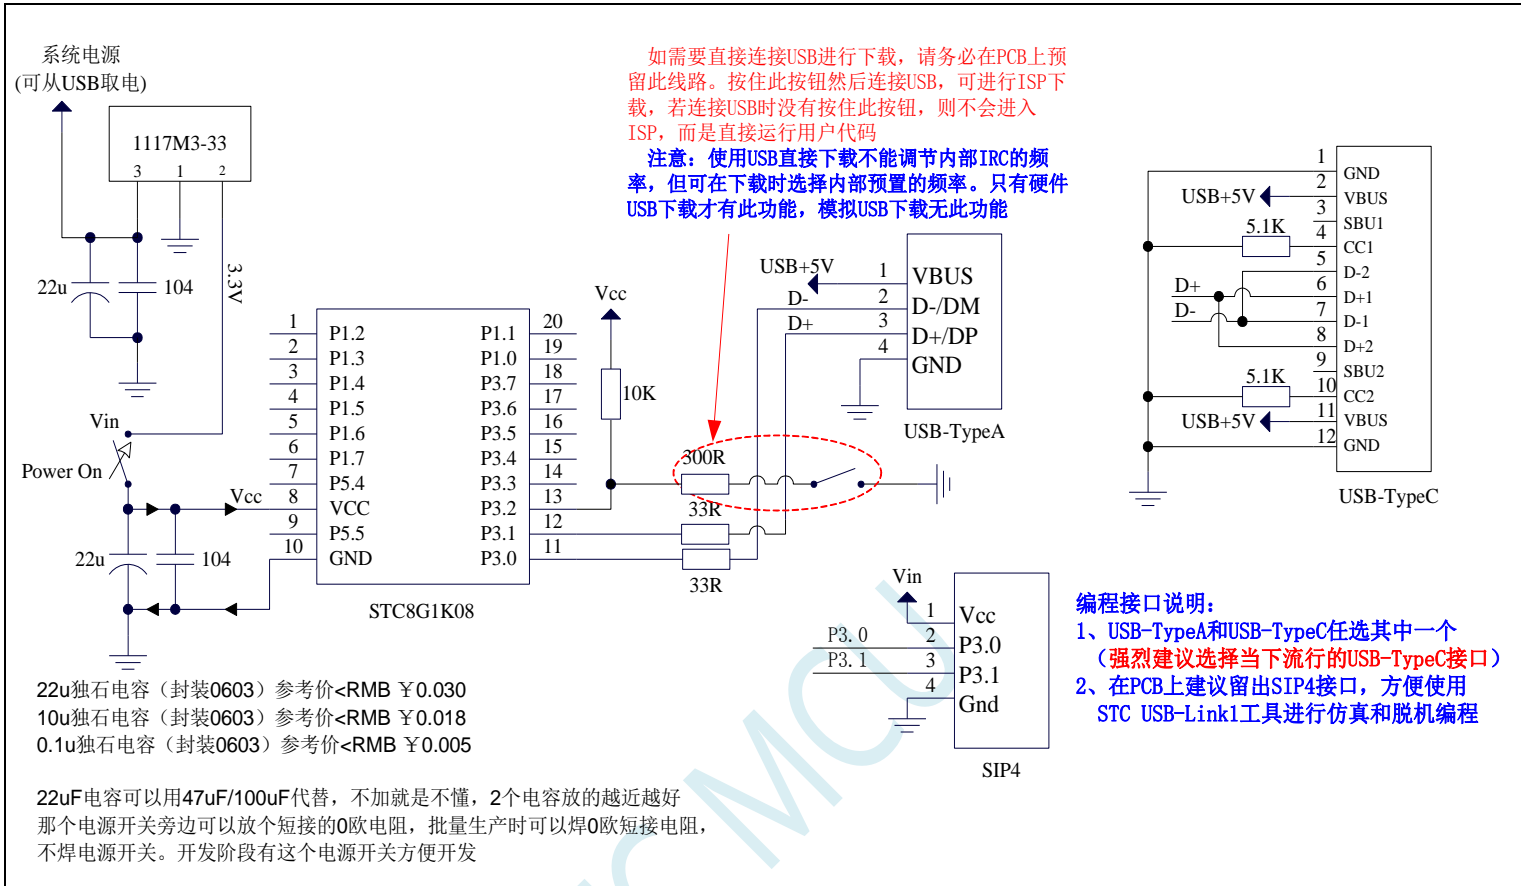 系统电源
(可从USB取电)
1117M3-33
3 1 2
22u
104
3.3V
Vin
Power On
Vcc
22u
104
1 P1.2
2 P1.3
3 P1.4
4 P1.5
5 P1.6
6 P1.7
7 P5.4
8 VCC
9 P5.5
10 GND
P1.1 20
P1.0 19
P3.7 18
P3.6 17
P3.5 16
P3.4 15
P3.3 14
P3.2 13
P3.1 12
P3.0 11
STC8G1K08
如需要直接连接USB进行下载，请务必在PCB上预
留此线路。按住此按钮然后连接USB，可进行ISP下
载，若连接USB时没有按住此按钮，则不会进入
ISP，而是直接运行用户代码
注意：使用USB直接下载不能调节内部IRC的频
率，但可在下载时选择内部预置的频率。只有硬件
USB下载才有此功能，模拟USB下载无此功能
Vcc
10K
300R
33R
33R
USB+5V
D-
D+
1 VBUS
2 D-/DM
3 D+/DP
4 GND
USB-TypeA
USB+5V
5.1K
D+
D-
5.1K
USB+5V
1 GND
2 VBUS
3 SBU1
4 CC1
5 D-2
6 D+1
7 D-1
8 D+2
9 SBU2
10 CC2
11 VBUS
12 GND
USB-TypeC
Vin
P3.0
P3.1
1 Vcc
2 P3.0
3 P3.1
4 Gnd
SIP4
编程接口说明：
1、USB-TypeA和USB-TypeC任选其中一个
（强烈建议选择当下流行的USB-TypeC接口）
2、在PCB上建议留出SIP4接口，方便使用
STC USB-Link1工具进行仿真和脱机编程
22u独石电容（封装0603）参考价<RMB ￥0.030
10u独石电容（封装0603）参考价<RMB ￥0.018
0.1u独石电容（封装0603）参考价<RMB ￥0.005
22uF电容可以用47uF/100uF代替，不加就是不懂，2个电容放的越近越好
那个电源开关旁边可以放个短接的0欧电阻，批量生产时可以焊0欧短接电阻，
不焊电源开关。开发阶段有这个电源开关方便开发
MCU